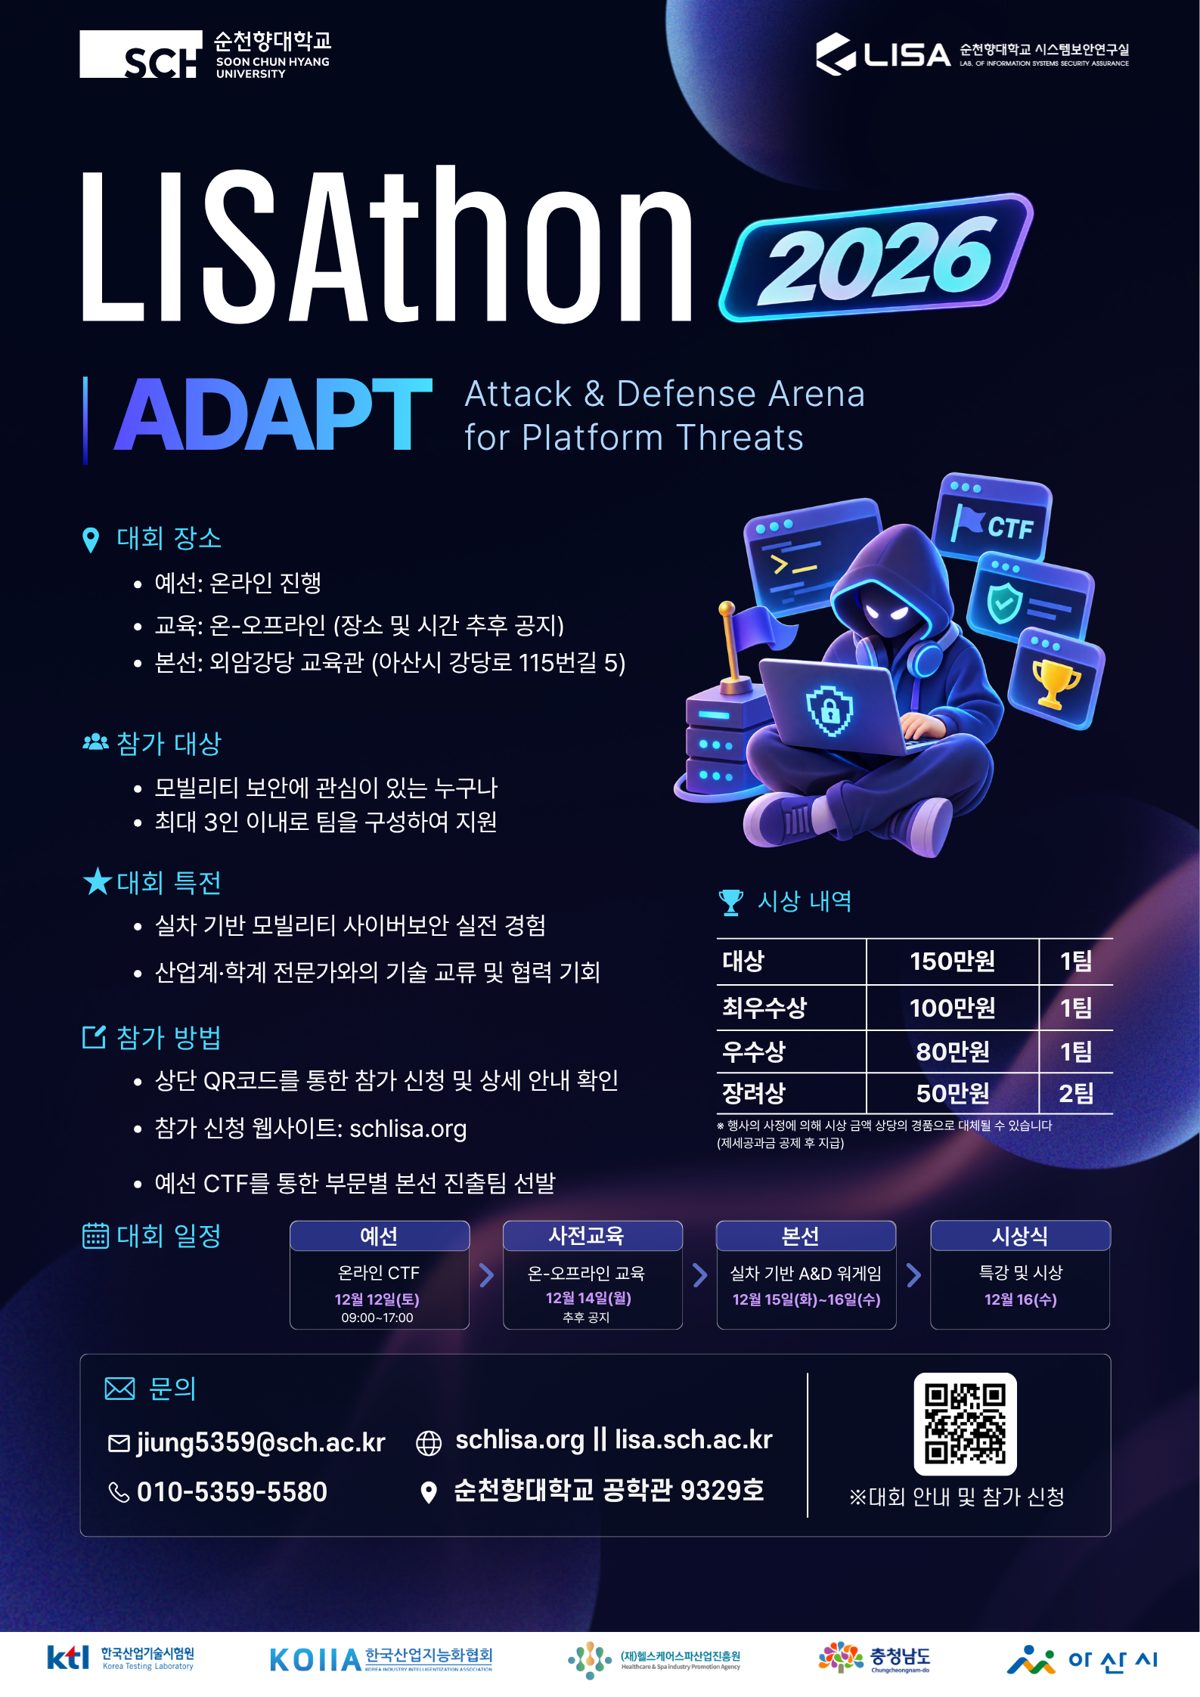 SCH 순천향대학교
SOON CHUN HYANG
UNIVERSITY
LISA 순천향대학교 시스템보안연구실
LAB. OF INFORMATION SYSTEMS SECURITY ASSURANCE
LISAthon 2026
ADAPT Attack & Defense Arena
for Platform Threats
CTF
대회 장소
• 예선: 온라인 진행
• 교육: 온-오프라인 (장소 및 시간 추후 공지)
• 본선: 외암강당 교육관 (아산시 강당로 115번길 5)
참가 대상
• 모빌리티 보안에 관심이 있는 누구나
• 최대 3인 이내로 팀을 구성하여 지원
대회 특전
• 실차 기반 모빌리티 사이버보안 실전 경험
• 산업계·학계 전문가와의 기술 교류 및 협력 기회
참가 방법
• 상단 QR코드를 통한 참가 신청 및 상세 안내 확인
• 참가 신청 웹사이트: schlisa.org
• 예선 CTF를 통한 부문별 본선 진출팀 선발
시상 내역
대상 150만원 1팀
최우수상 100만원 1팀
우수상 80만원 1팀
장려상 50만원 2팀
※ 행사의 사정에 의해 시상 금액 상당의 경품으로 대체될 수 있습니다
(제세공과금 공제 후 지급)
대회 일정
예선
온라인 CTF
12월 12일(토)
09:00~17:00
사전교육
온-오프라인 교육
12월 14일(월)
추후 공지
본선
실차 기반 A&D 워게임
12월 15일(화)~16일(수)
시상식
특강 및 시상
12월 16(수)
문의
jiung5359@sch.ac.kr
schlisa.org || lisa.sch.ac.kr
010-5359-5580
순천향대학교 공학관 9329호
※대회 안내 및 참가 신청
ktl 한국산업기술시험원
Korea Testing Laboratory
KOIIA 한국산업지능화협회
KOREA INDUSTRY INTELLIGENTIZATION ASSOCIATION
(재)헬스케어스파산업진흥원
Healthcare & Spa Industry Promotion Agency
충청남도
Chungcheongnam-do
아산시